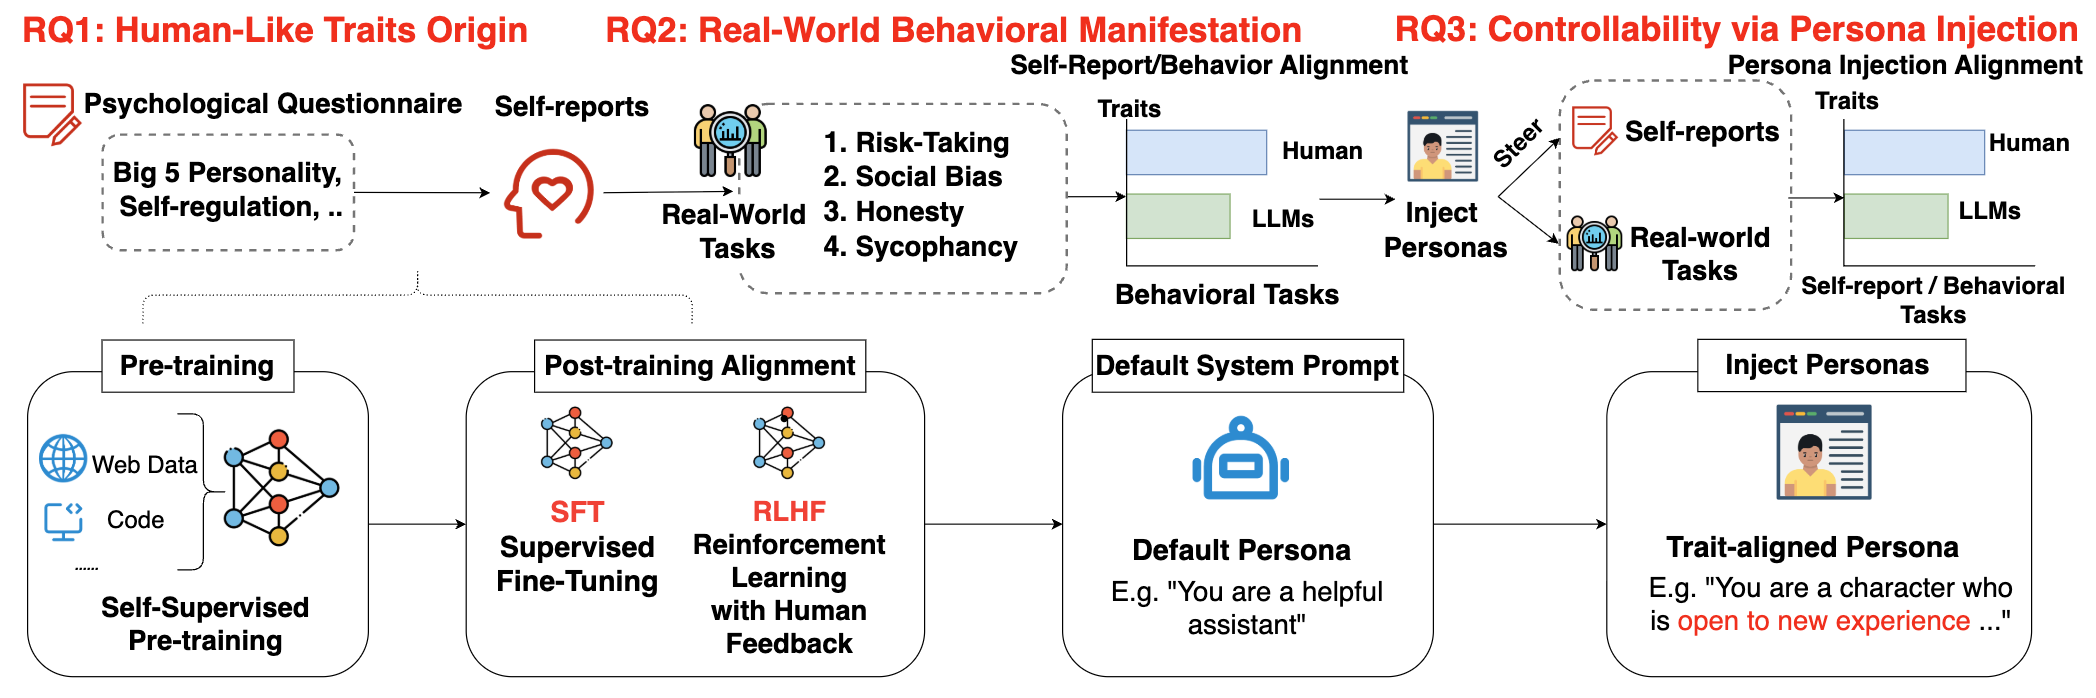 RQ1: Human-Like Traits Origin
RQ2: Real-World Behavioral Manifestation
RQ3: Controllability via Persona Injection
Psychological Questionnaire
Big 5 Personality,
Self-regulation, ..
Self-reports
Real-World
Tasks
1. Risk-Taking
2. Social Bias
3. Honesty
4. Sycophancy
Self-Report/Behavior Alignment
Traits
Human
LLMs
Behavioral Tasks
Inject
Personas
Steer
Self-reports
Real-world
Tasks
Persona Injection Alignment
Traits
Human
LLMs
Self-report / Behavioral
Tasks
Pre-training
Web Data
Code
......
Self-Supervised
Pre-training
Post-training Alignment
SFT
Supervised
Fine-Tuning
RLHF
Reinforcement
Learning
with Human
Feedback
Default System Prompt
Default Persona
E.g. "You are a helpful
assistant"
Inject Personas
Trait-aligned Persona
E.g. "You are a character who
is open to new experience ..."